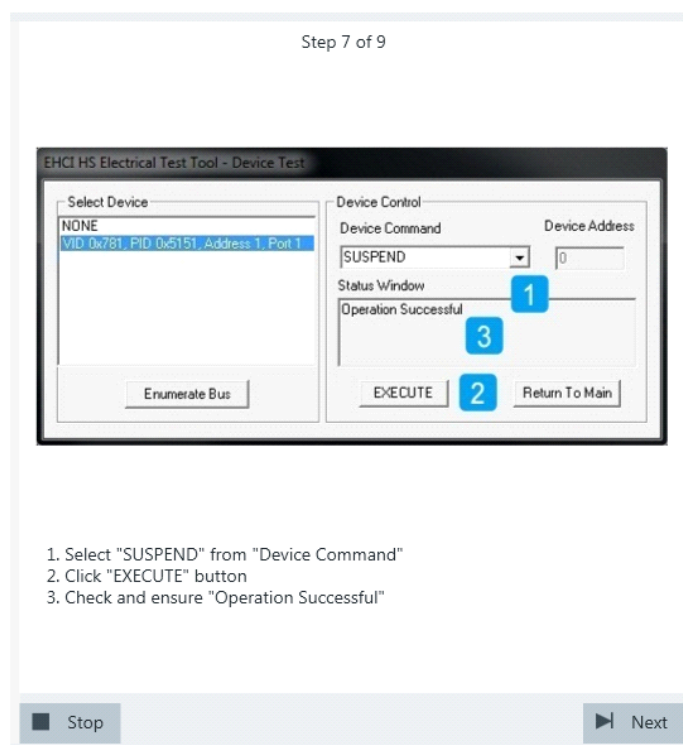 Step 7 of 9
EHCI HS Electrical Test Tool - Device Test
Select Device
NONE
VID 0x781, PID 0x5151, Address 1, Port 1
Enumerate Bus
Device Control
Device Command
Device Address
SUSPEND
0
1
Status Window
Operation Successful
3
EXECUTE
2
Return To Main
1. Select "SUSPEND" from "Device Command"
2. Click "EXECUTE" button
3. Check and ensure "Operation Successful"
Stop
Next